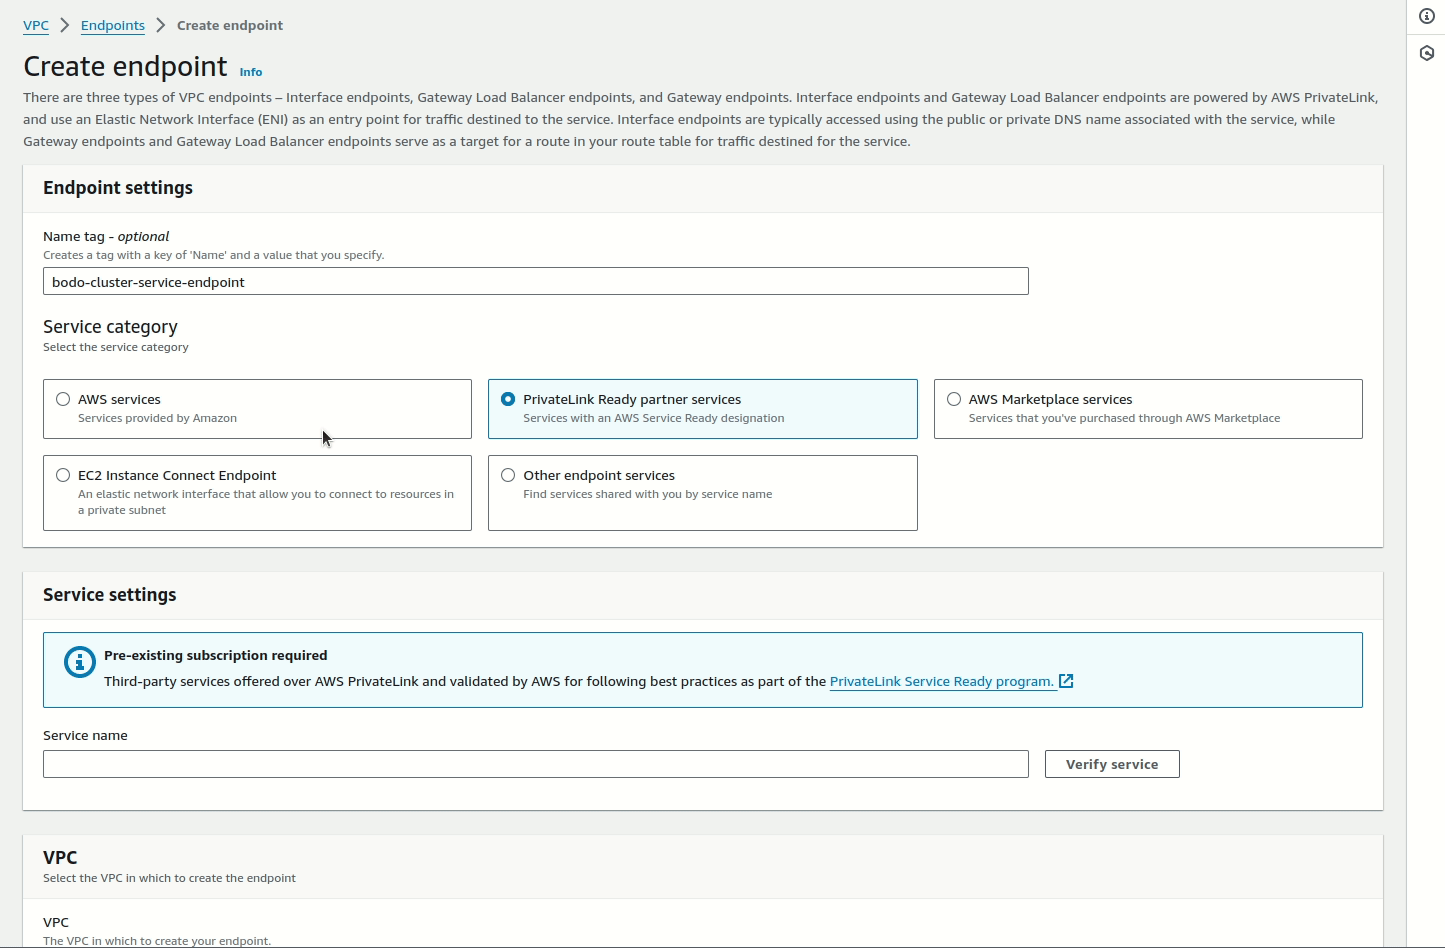 VPC > Endpoints > Create endpoint
Create endpoint Info
There are three types of VPC endpoints – Interface endpoints, Gateway Load Balancer endpoints, and Gateway endpoints. Interface endpoints and Gateway Load Balancer endpoints are powered by AWS PrivateLink,
and use an Elastic Network Interface (ENI) as an entry point for traffic destined to the service. Interface endpoints are typically accessed using the public or private DNS name associated with the service, while
Gateway endpoints and Gateway Load Balancer endpoints serve as a target for a route in your route table for traffic destined for the service.
Endpoint settings
Name tag - optional
Creates a tag with a key of 'Name' and a value that you specify.
bodo-cluster-service-endpoint
Service category
Select the service category
AWS services
Services provided by Amazon
PrivateLink Ready partner services
Services with an AWS Service Ready designation
AWS Marketplace services
Services that you've purchased through AWS Marketplace
EC2 Instance Connect Endpoint
An elastic network interface that allow you to connect to resources in
a private subnet
Other endpoint services
Find services shared with you by service name
Service settings
Pre-existing subscription required
Third-party services offered over AWS PrivateLink and validated by AWS for following best practices as part of the PrivateLink Service Ready program.
Service name
Verify service
VPC
Select the VPC in which to create the endpoint
VPC
The VPC in which to create your endpoint.